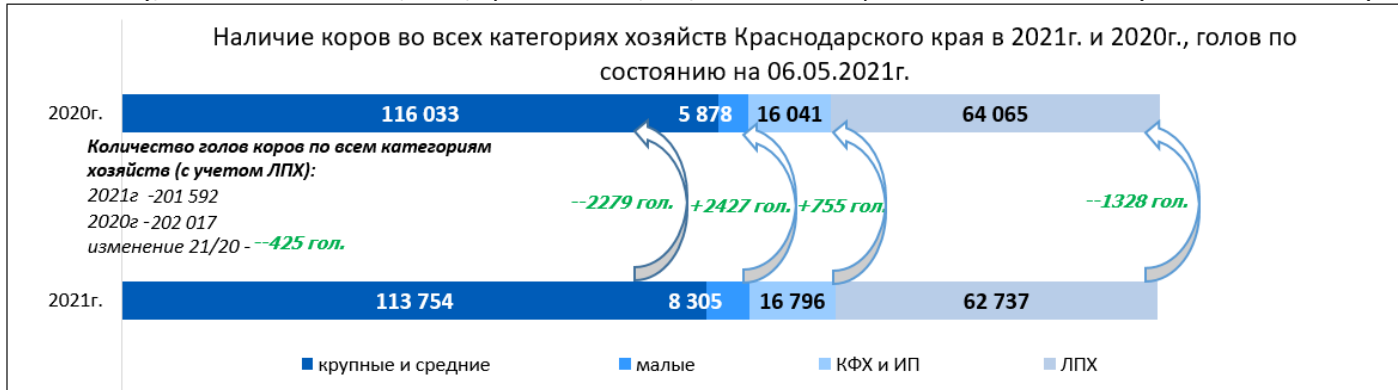 Наличие коров во всех категориях хозяйств Краснодарского края в 2021г. и 2020г., голов по
состоянию на 06.05.2021г.
2020г.
116 033
5 878
16 041
64 065
Количество голов коров по всем категориям
хозяйств (с учетом ЛПХ):
2021г -201 592
2020г -202 017
изменение 21/20 - --425 гол.
--2279 гол.
+2427 гол.
+755 гол.
--1328 гол.
2021г.
113 754
8 305
16 796
62 737
крупные и средние
малые
КФХ и ИП
ЛПХ